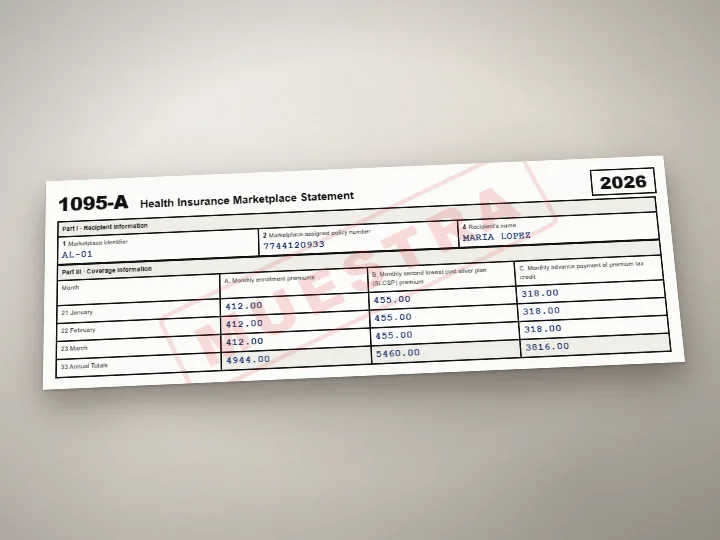 1095-A Health Insurance Marketplace Statement 2026
Part I - Recipient Information
1 Marketplace identifier 2 Marketplace-assigned policy number 4 Recipient's name
AL-01 7744120933 MARIA LOPEZ
Part III - Coverage Information
Month A. Monthly enrollment premiums B. Monthly second lowest cost silver plan (SLCSP) premium C. Monthly advance payment of premium tax credit
21 January 412.00 455.00 318.00
22 February 412.00 455.00 318.00
23 March 412.00 455.00 318.00
33 Annual Totals 4944.00 5460.00 3816.00
MUESTRA